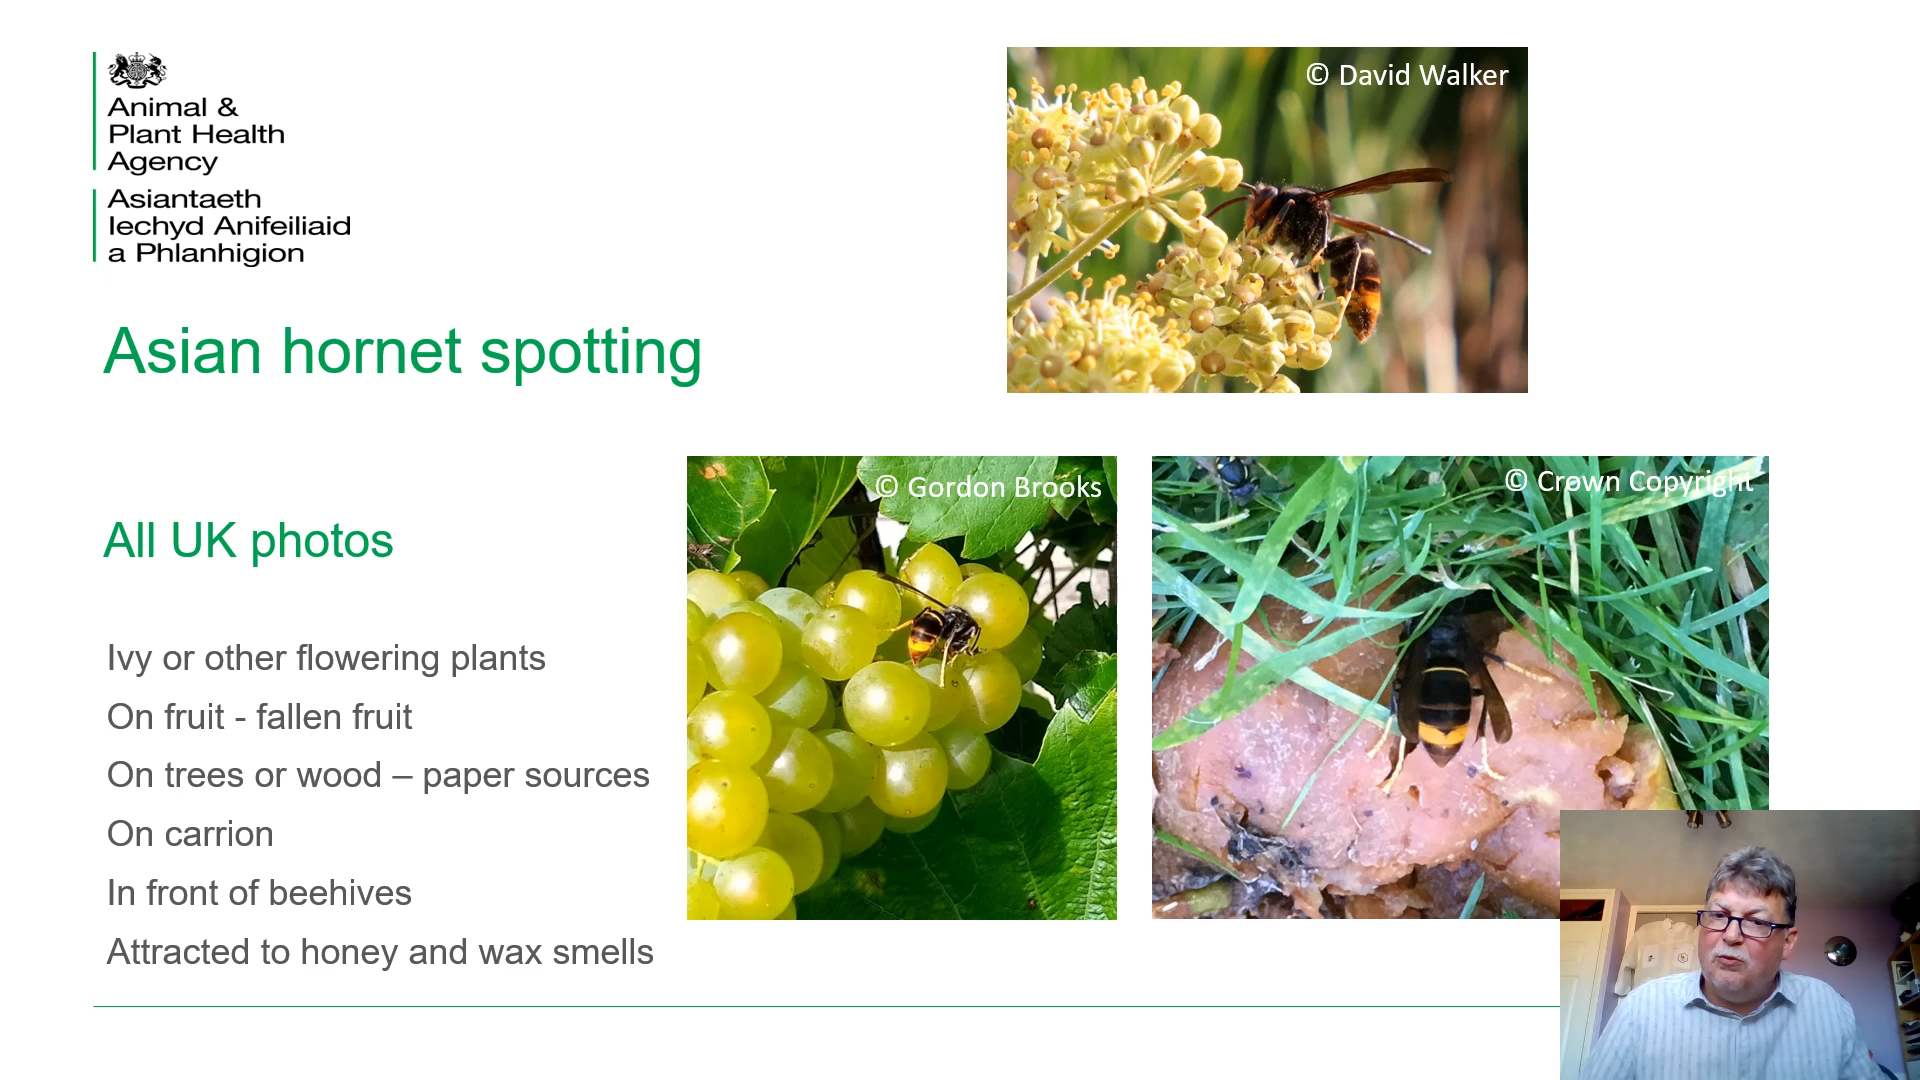 Animal &
Plant Health
Agency
Asiantaeth
Iechyd Anifeiliaid
a Phlanhigion
© David Walker
Asian hornet spotting
© Gordon Brooks
© Crown Copyright
All UK photos
Ivy or other flowering plants
On fruit - fallen fruit
On trees or wood – paper sources
On carrion
In front of beehives
Attracted to honey and wax smells